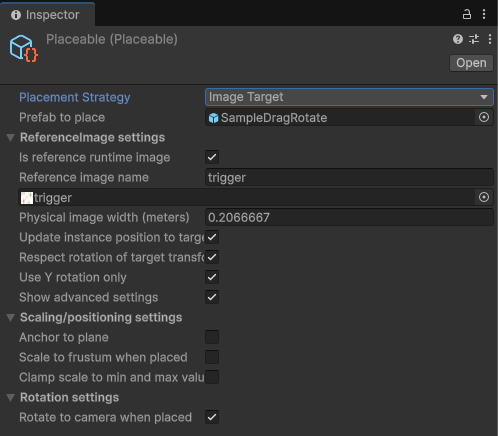 Inspector
Placeable (Placeable)
Open
Placement Strategy Image Target
Prefab to place SampleDragRotate
ReferenceImage settings
Is reference runtime image
Reference image name trigger
trigger
Physical image width (meters) 0.2066667
Update instance position to targe
Respect rotation of target transfo
Use Y rotation only
Show advanced settings
Scaling/positioning settings
Anchor to plane
Scale to frustum when placed
Clamp scale to min and max valu
Rotation settings
Rotate to camera when placed